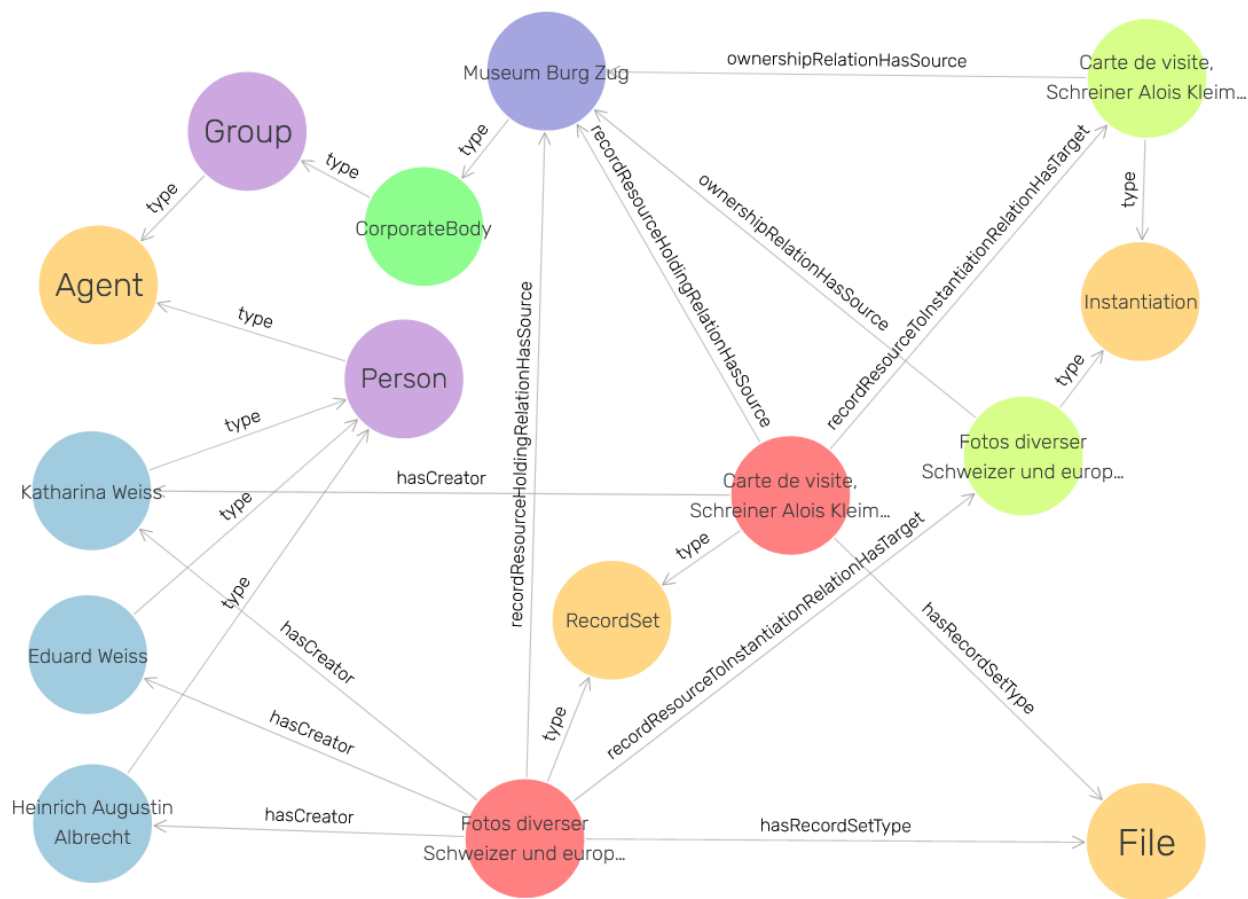 ownershipRelationHasSource
Museum Burg Zug
Carte de visite,
Schreiner Alois Kleim...
Group
type
type
recordResourceHoldingRelationHasSource
recordResourceToInstantiationRelationHasTarget
type
type
ownershipRelationHasSource
CorporateBody
Agent
Instantiation
type
Person
recordResourceHoldingRelationHasSource
type
type
Fotos diverser
Schweizer und europ...
hasCreator
Carte de visite,
Schreiner Alois Kleim...
Katharina Weiss
type
type
type
RecordSet
recordResourceToInstantiationRelationHasTarget
hasRecordSetType
hasCreator
Eduard Weiss
hasCreator
type
Heinrich Augustin
Albrecht
hasCreator
Fotos diverser
Schweizer und europ...
hasRecordSetType
File